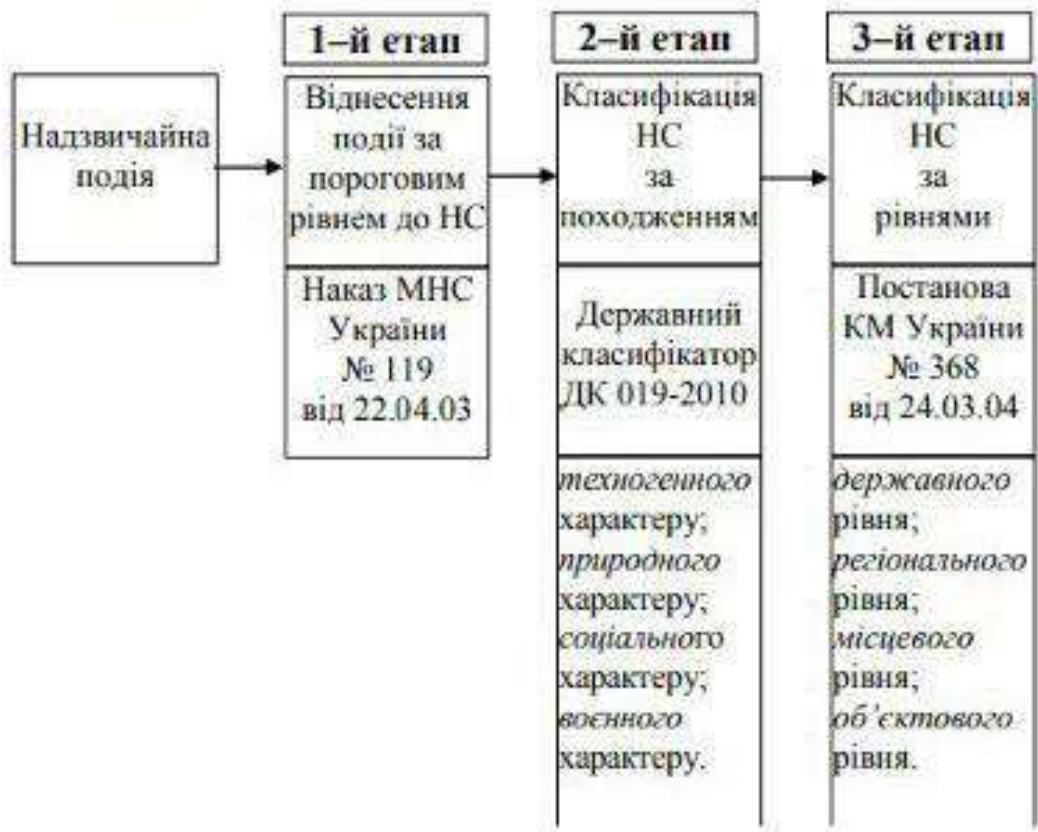 Надзвичайна
подія
1–й етап
Віднесення
події за
пороговим
рівнем до НС
Наказ МНС
України
№ 119
від 22.04.03
2–й етап
Класифікація
НС
за
походженням
Державний
класифікатор
ДК 019-2010
техногенного
характеру;
природного
характеру;
соціального
характеру;
воєнного
характеру.
3–й етап
Класифікація
НС
за
рівнями
Постанова
КМ України
№ 368
від 24.03.04
державного
рівня;
регіонального
рівня;
місцевого
рівня;
об’єктового
рівня.